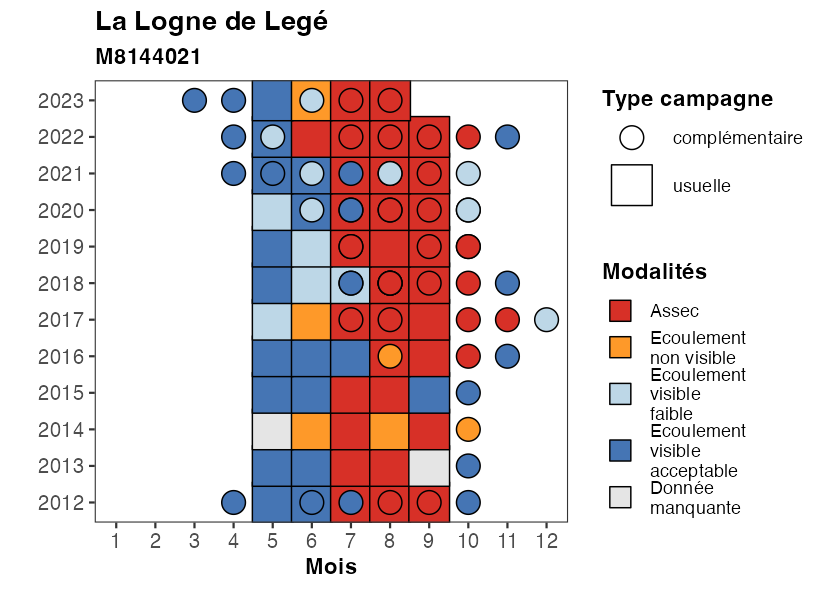 La Logne de Legé
M8144021
2023
2022
2021
2020
2019
2018
2017
2016
2015
2014
2013
2012
1 2 3 4 5 6 7 8 9 10 11 12
Mois
Type campagne
complémentaire
usuelle
Modalités
Assec
Ecoulement
non visible
Ecoulement
visible
faible
Ecoulement
visible
acceptable
Donnée
manquante